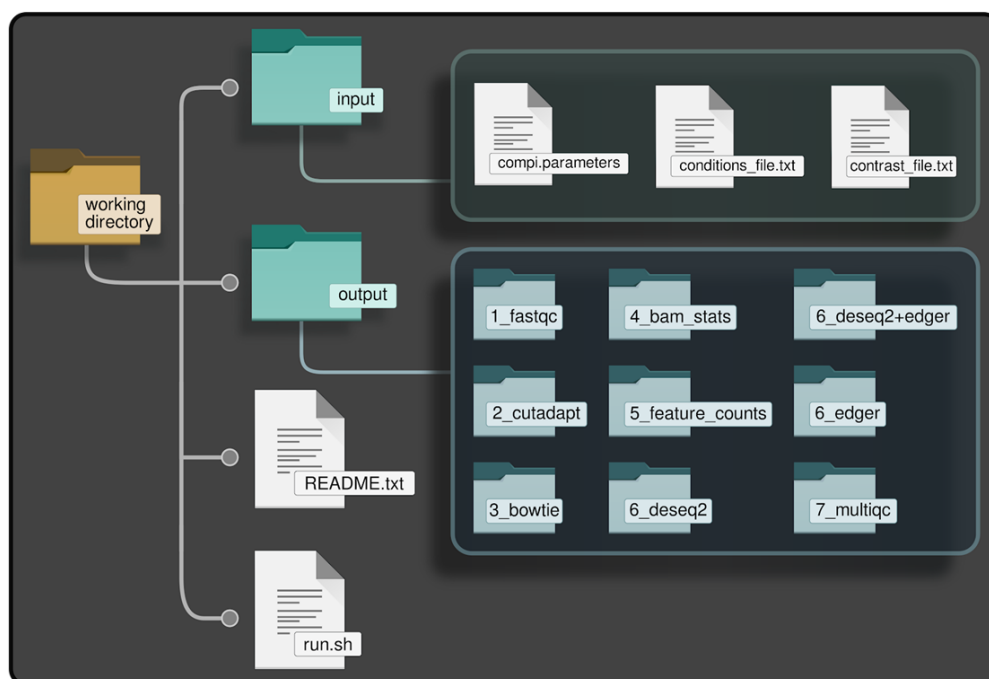 working
directory
input
compi.parameters
conditions_file.txt
contrast_file.txt
output
1_fastqc
4_bam_stats
6_deseq2+edger
2_cutadapt
5_feature_counts
6_edger
3_bowtie
6_deseq2
7_multiqc
README.txt
run.sh